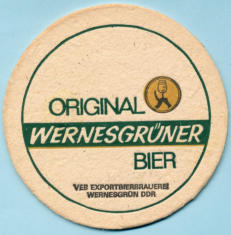 ORIGINAL
WERNESGRÜNER
BIER
VEB EXPORTBIERBRAUEREI
WERNESGRÜN DDR